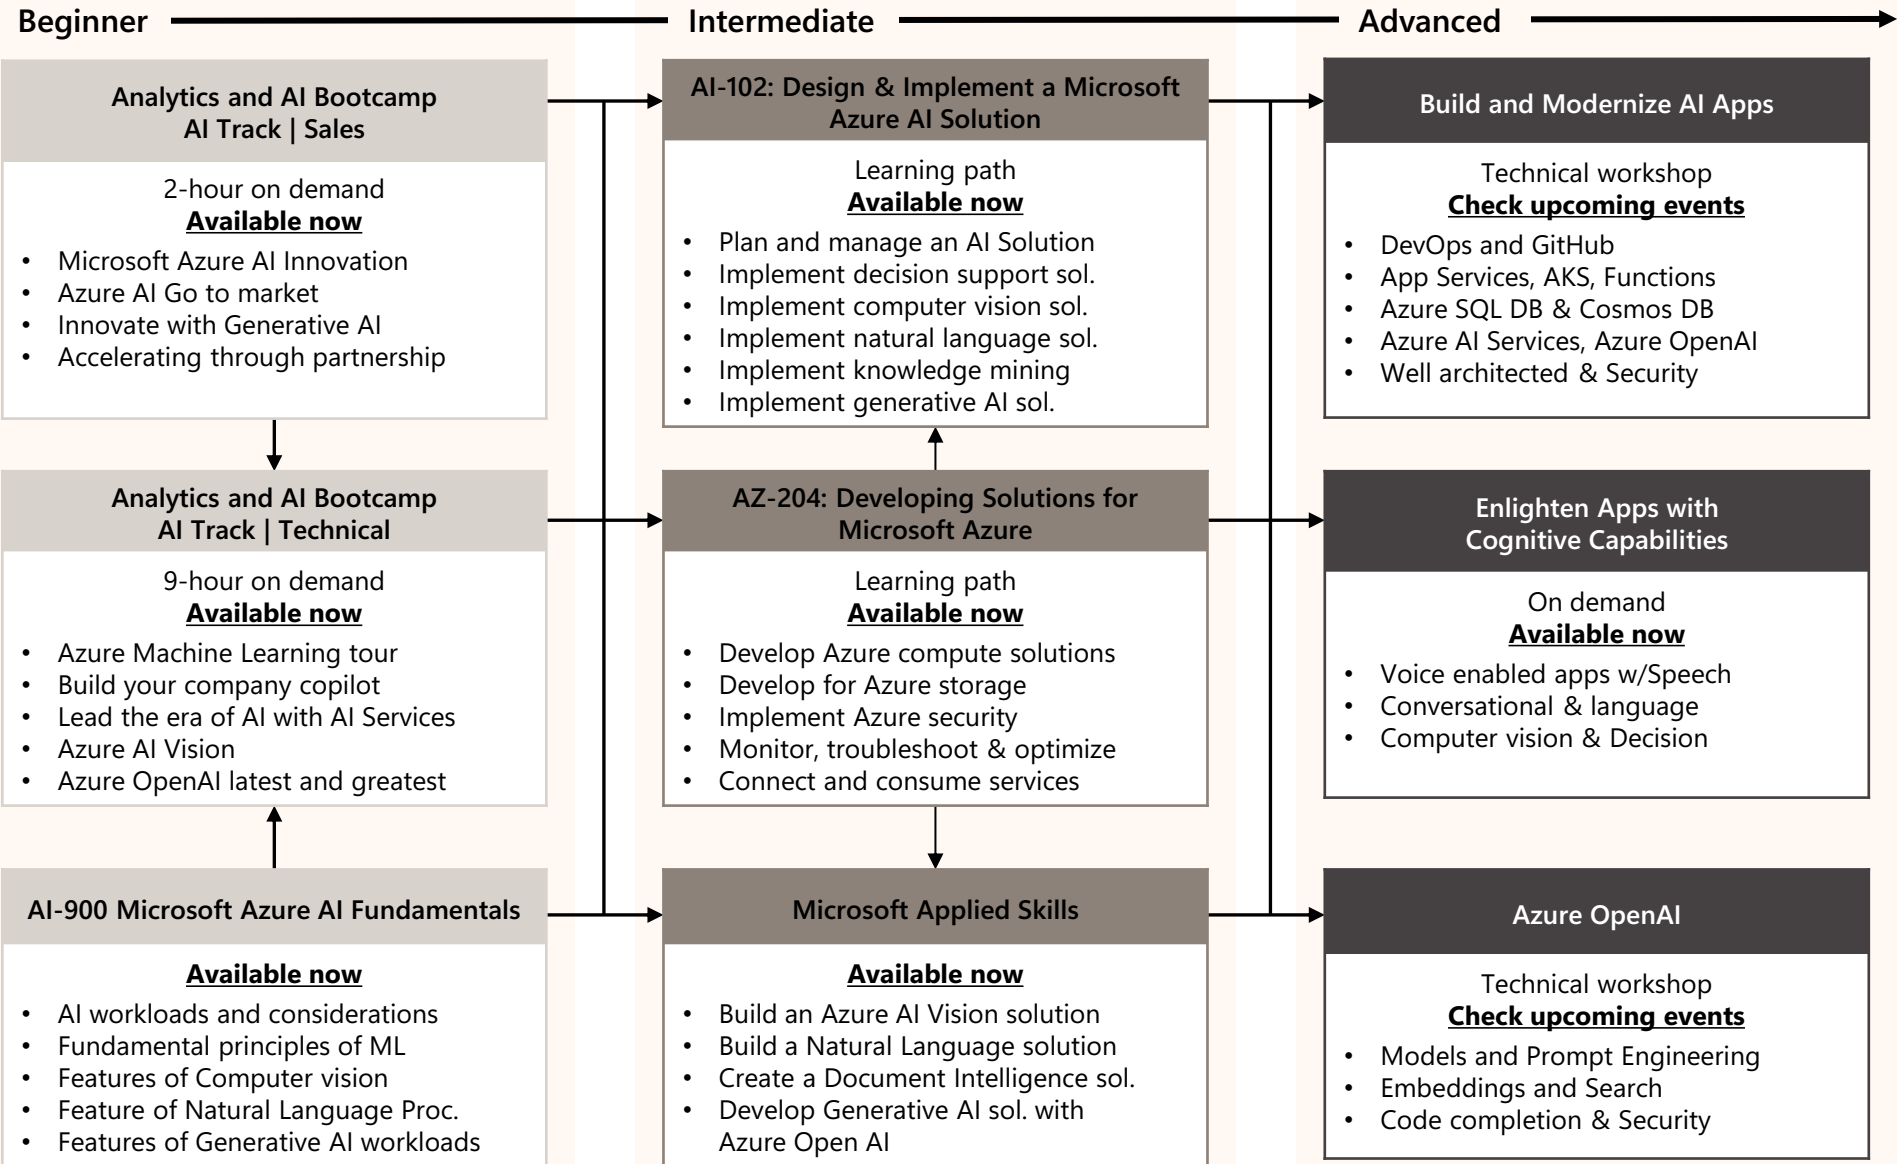 Beginner
Intermediate
Advanced
Analytics and AI Bootcamp
AI Track | Sales
2-hour on demand
Available now
• Microsoft Azure AI Innovation
• Azure AI Go to market
• Innovate with Generative AI
• Accelerating through partnership
AI-102: Design & Implement a Microsoft
Azure AI Solution
Learning path
Available now
• Plan and manage an AI Solution
• Implement decision support sol.
• Implement computer vision sol.
• Implement natural language sol.
• Implement knowledge mining
• Implement generative AI sol.
Build and Modernize AI Apps
Technical workshop
Check upcoming events
• DevOps and GitHub
• App Services, AKS, Functions
• Azure SQL DB & Cosmos DB
• Azure AI Services, Azure OpenAI
• Well architected & Security
Analytics and AI Bootcamp
AI Track | Technical
9-hour on demand
Available now
• Azure Machine Learning tour
• Build your company copilot
• Lead the era of AI with AI Services
• Azure AI Vision
• Azure OpenAI latest and greatest
AZ-204: Developing Solutions for
Microsoft Azure
Learning path
Available now
• Develop Azure compute solutions
• Develop for Azure storage
• Implement Azure security
• Monitor, troubleshoot & optimize
• Connect and consume services
Enlighten Apps with
Cognitive Capabilities
On demand
Available now
• Voice enabled apps w/Speech
• Conversational & language
• Computer vision & Decision
AI-900 Microsoft Azure AI Fundamentals
Available now
• AI workloads and considerations
• Fundamental principles of ML
• Features of Computer vision
• Feature of Natural Language Proc.
• Features of Generative AI workloads
Microsoft Applied Skills
Available now
• Build an Azure AI Vision solution
• Build a Natural Language solution
• Create a Document Intelligence sol.
• Develop Generative AI sol. with
Azure Open AI
Azure OpenAI
Technical workshop
Check upcoming events
• Models and Prompt Engineering
• Embeddings and Search
• Code completion & Security